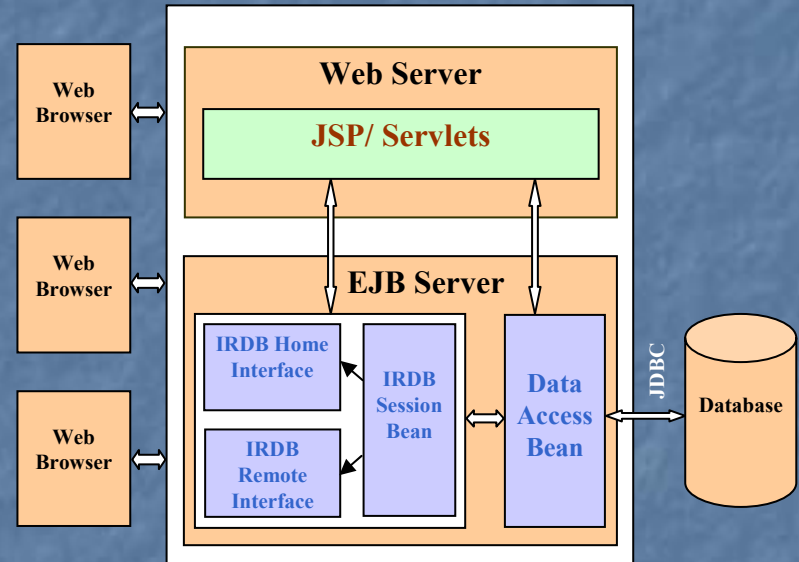 Web
Browser
Web
Browser
Web
Browser
Web Server
JSP/ Servlets
EJB Server
IRDB Home
Interface
IRDB
Remote
Interface
IRDB
Session
Bean
Data
Access
Bean
JDBC
Database